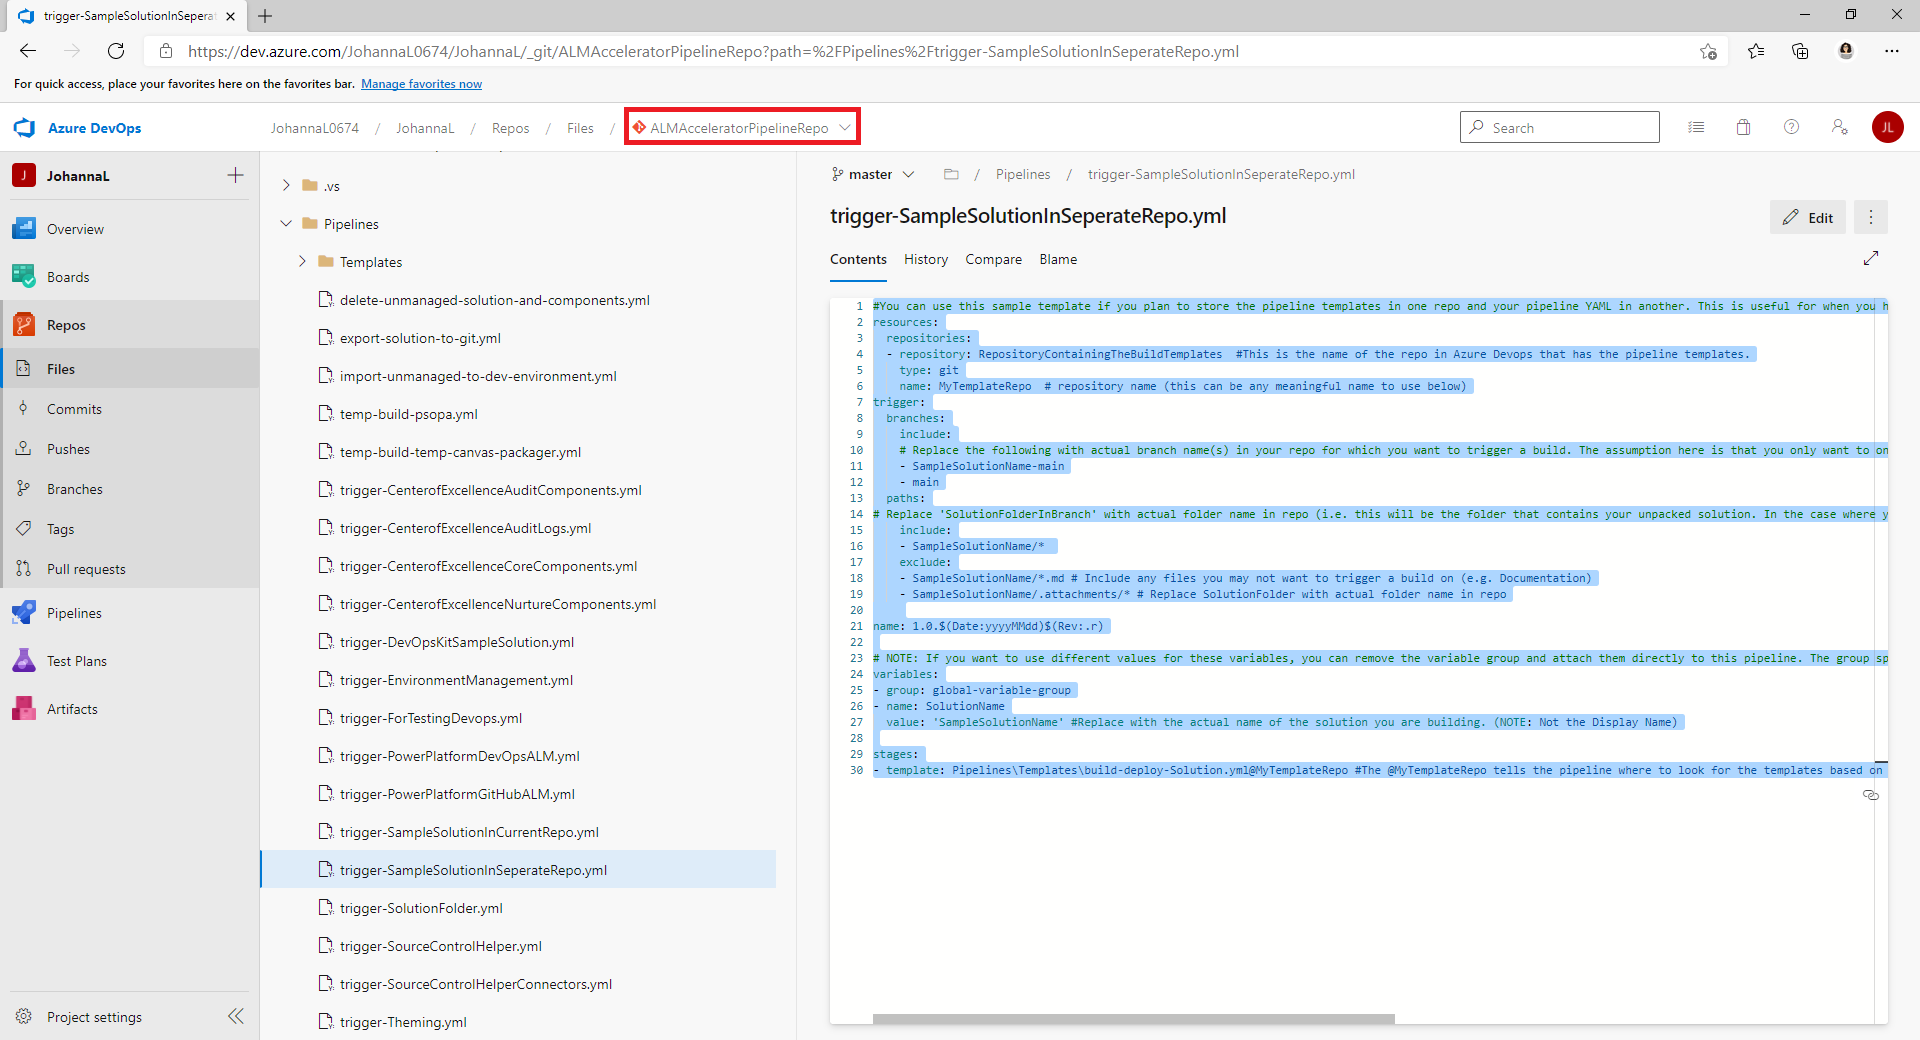 trigger-SampleSolutionInSepera
https://dev.azure.com/JohannaL0674/JohannaL/_git/ALMAcceleratorPipelineRepo?path=%2FPipelines%2Ftrigger-SampleSolutionInSeperateRepo.yml
For quick access, place your favorites here on the favorites bar. Manage favorites now
Azure DevOps
JohannaL0674 / JohannaL / Repos / Files / ALMAcceleratorPipelineRepo
Search
JL
J JohannaL
Overview
Boards
Repos
Files
Commits
Pushes
Branches
Tags
Pull requests
Pipelines
Test Plans
Artifacts
Project settings
.vs
Pipelines
Templates
delete-unmanaged-solution-and-components.yml
export-solution-to-git.yml
import-unmanaged-to-dev-environment.yml
temp-build-psopa.yml
temp-build-temp-canvas-packager.yml
trigger-CenterofExcellenceAuditComponents.yml
trigger-CenterofExcellenceAuditLogs.yml
trigger-CenterofExcellenceCoreComponents.yml
trigger-CenterofExcellenceNurtureComponents.yml
trigger-DevOpsKitSampleSolution.yml
trigger-EnvironmentManagement.yml
trigger-ForTestingDevops.yml
trigger-PowerPlatformDevOpsALM.yml
trigger-PowerPlatformGitHubALM.yml
trigger-SampleSolutionInCurrentRepo.yml
trigger-SampleSolutionInSeperateRepo.yml
trigger-SolutionFolder.yml
trigger-SourceControlHelper.yml
trigger-SourceControlHelperConnectors.yml
trigger-Theming.yml
master / Pipelines / trigger-SampleSolutionInSeperateRepo.yml
trigger-SampleSolutionInSeperateRepo.yml
Edit
Contents History Compare Blame
1 #You can use this sample template if you plan to store the pipeline templates in one repo and your pipeline YAML in another. This is useful for when you h
2 resources:
3 repositories:
4 - repository: RepositoryContainingTheBuildTemplates #This is the name of the repo in Azure Devops that has the pipeline templates.
5 type: git
6 name: MyTemplateRepo # repository name (this can be any meaningful name to use below)
7 trigger:
8 branches:
9 include:
10 # Replace the following with actual branch name(s) in your repo for which you want to trigger a build. The assumption here is that you only want to on
11 - SampleSolutionName-main
12 - main
13 paths:
14 # Replace 'SolutionFolderInBranch' with actual folder name in repo (i.e. this will be the folder that contains your unpacked solution. In the case where y
15 include:
16 - SampleSolutionName/*
17 exclude:
18 - SampleSolutionName/*.md # Include any files you may not want to trigger a build on (e.g. Documentation)
19 - SampleSolutionName/.attachments/* # Replace SolutionFolder with actual folder name in repo
20
21 name: 1.0.$(Date:yyyyMMdd)$(Rev:.r)
22
23 # NOTE: If you want to use different values for these variables, you can remove the variable group and attach them directly to this pipeline. The group sp
24 variables:
25 - group: global-variable-group
26 - name: SolutionName
27 value: 'SampleSolutionName' #Replace with the actual name of the solution you are building. (NOTE: Not the Display Name)
28
29 stages:
30 - template: Pipelines\Templates\build-deploy-Solution.yml@MyTemplateRepo #The @MyTemplateRepo tells the pipeline where to look for the templates based on